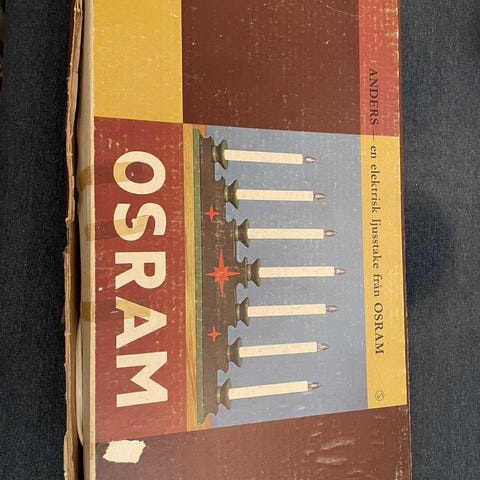 ANDERS — en elektrisk ljusstake från OSRAM
S
OSRAM